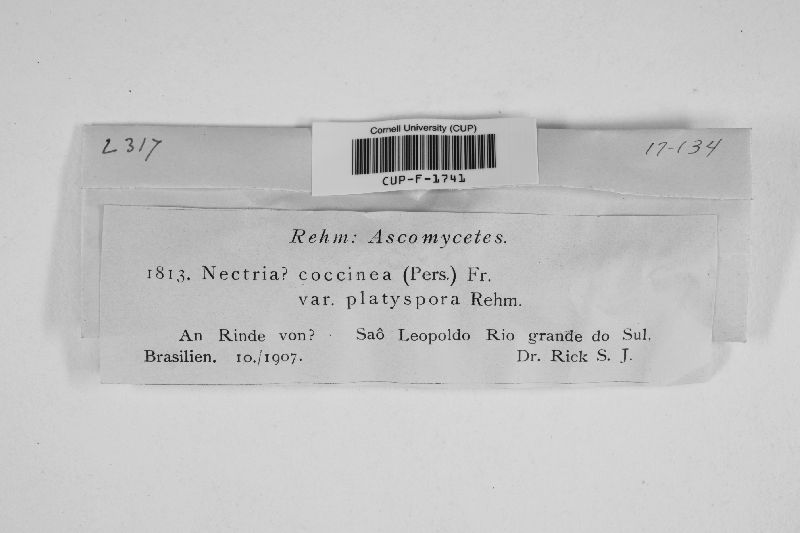 L317
17-134
Cornell University (CUP)
CUP-F-1741
Rehm: Ascomycetes.
1813. Nectria? coccinea (Pers.) Fr.
var. platyspora Rehm.
An Rinde von? Saô Leopoldo Rio grande do Sul.
Brasilien. 10./1907. Dr. Rick S. J.